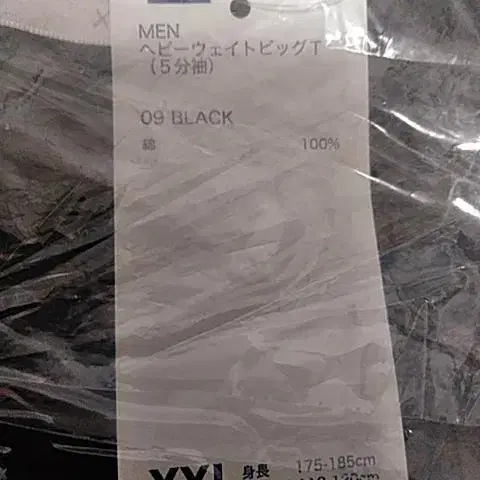 MEN
ヘビーウェイトビッグT
(5分袖)
09 BLACK
綿 100%
XXL 身長 175-185cm